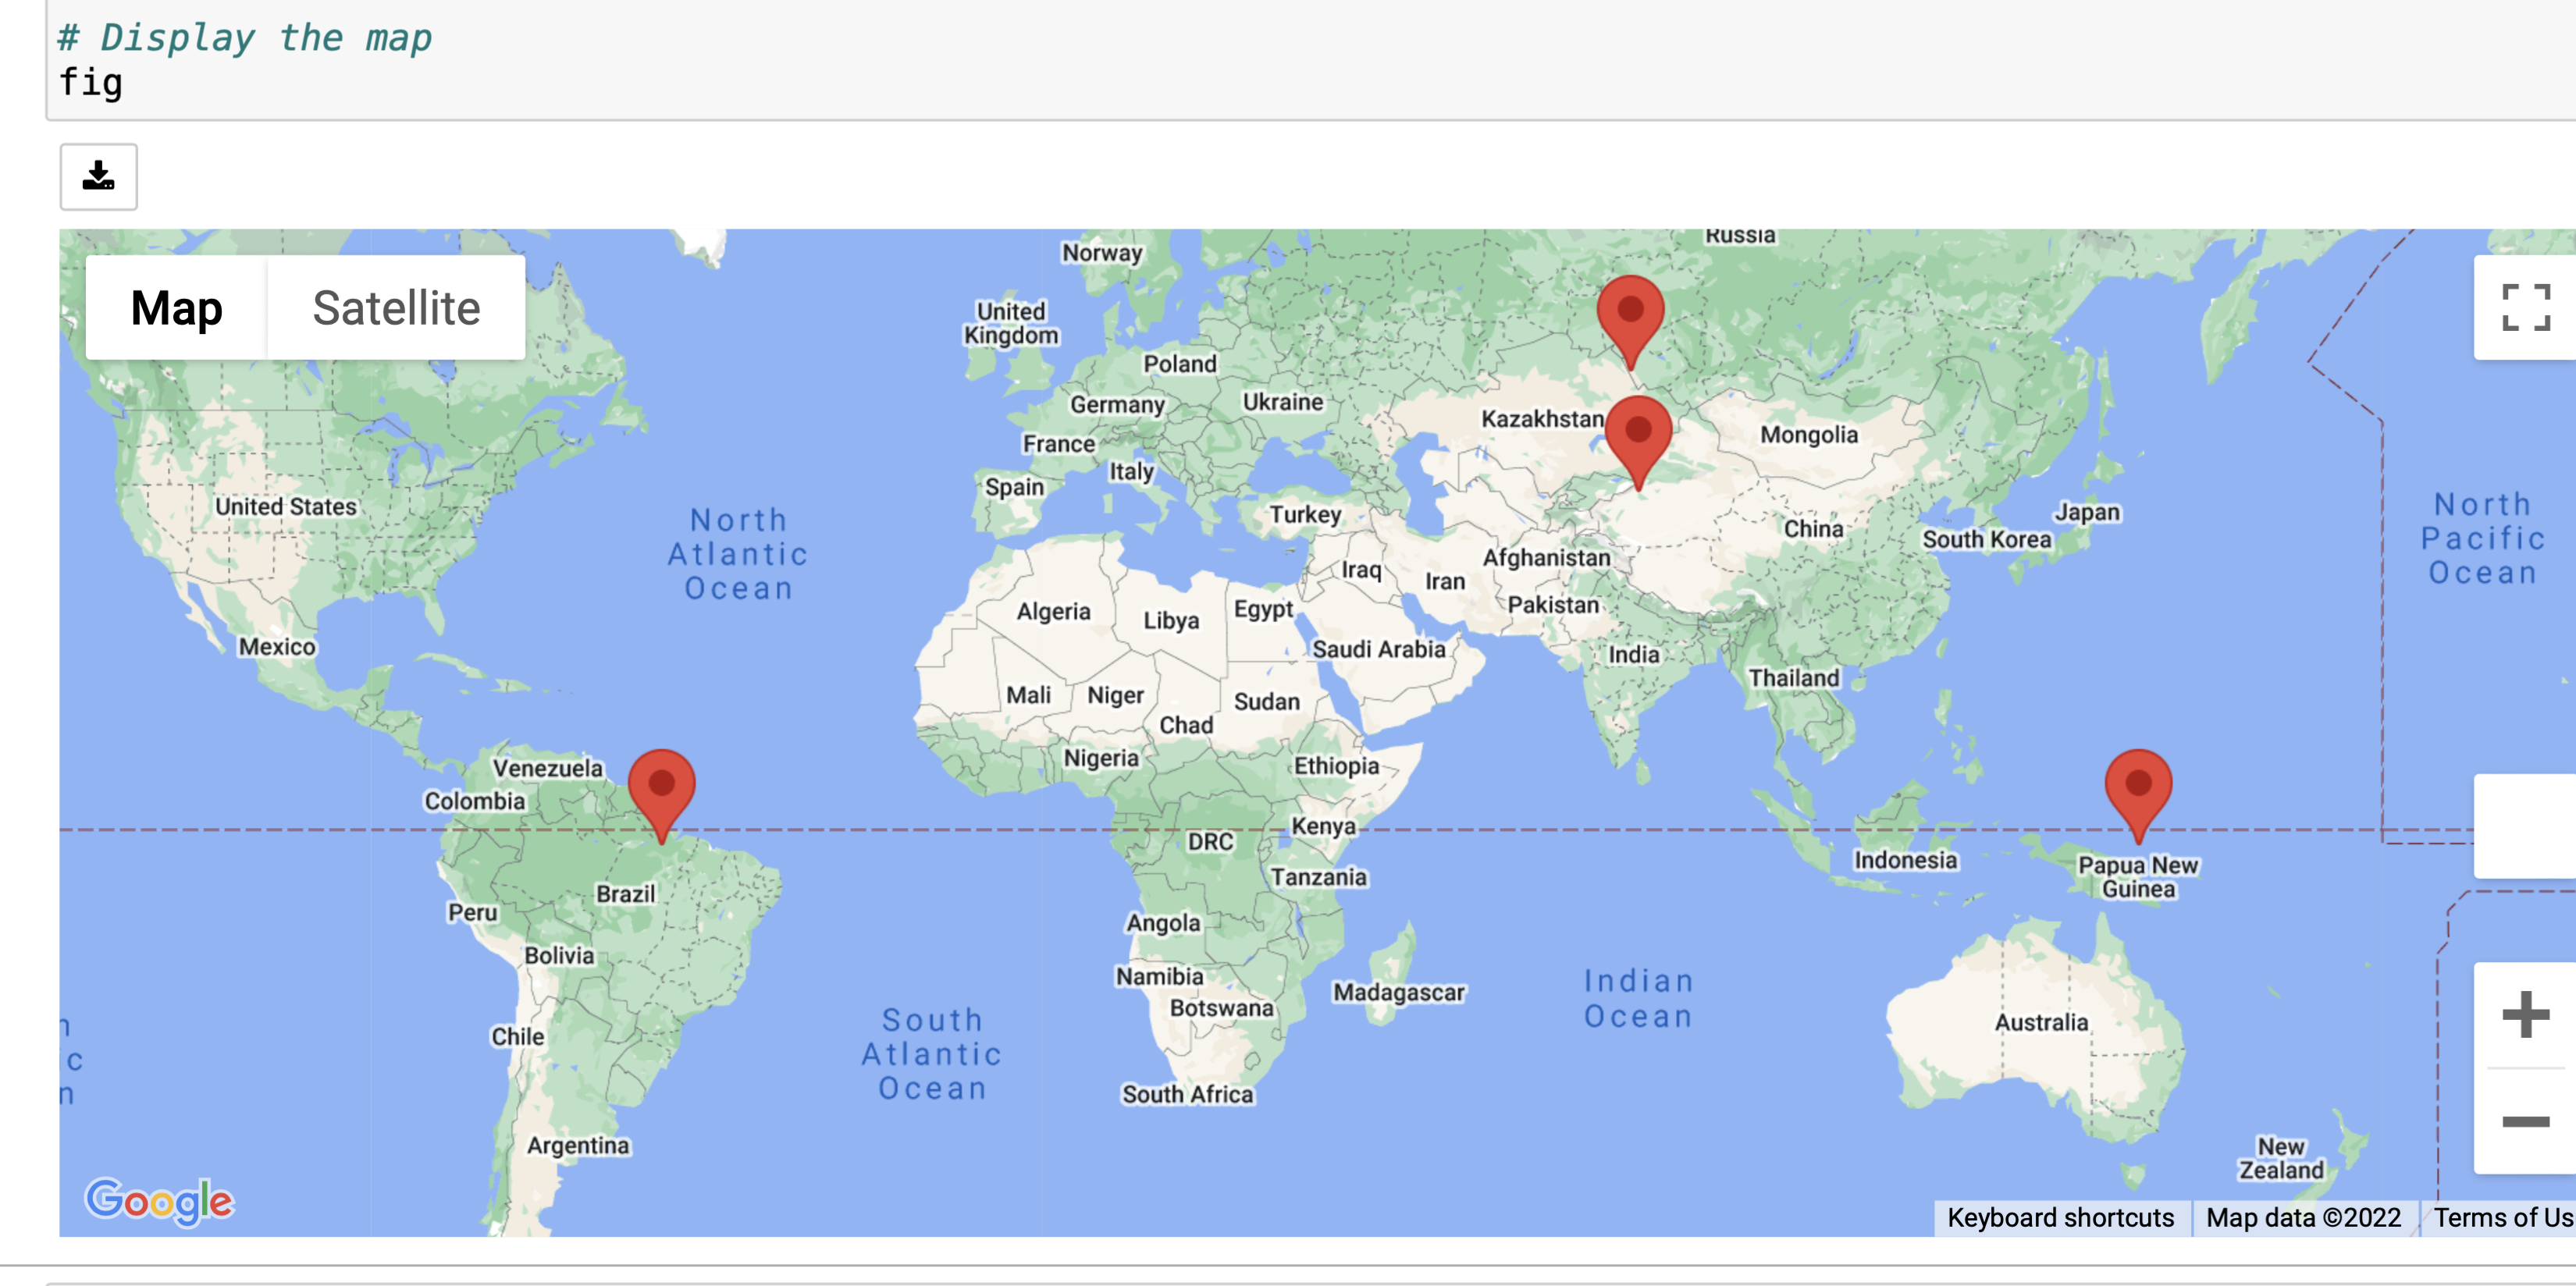 # Display the map
fig
Map
Satellite
Norway
Russia
United
Kingdom
Poland
Germany
Ukraine
France
Kazakhstan
Mongolia
Italy
Spain
United States
Turkey
China
Japan
South Korea
North
Atlantic
Ocean
North
Pacific
Ocean
Afghanistan
Iraq
Iran
Pakistan
Algeria
Libya
Egypt
Mexico
Saudi Arabia
India
Thailand
Mali
Niger
Sudan
Chad
Nigeria
Ethiopia
Venezuela
Colombia
Kenya
DRC
Indonesia
Papua New
Guinea
Tanzania
Brazil
Peru
Angola
Bolivia
Namibia
Madagascar
Botswana
Indian
Ocean
Australia
Chile
South
Atlantic
Ocean
n
c
n
South Africa
Argentina
New
Zealand
Google
Keyboard shortcuts
Map data ©2022
Terms of Us